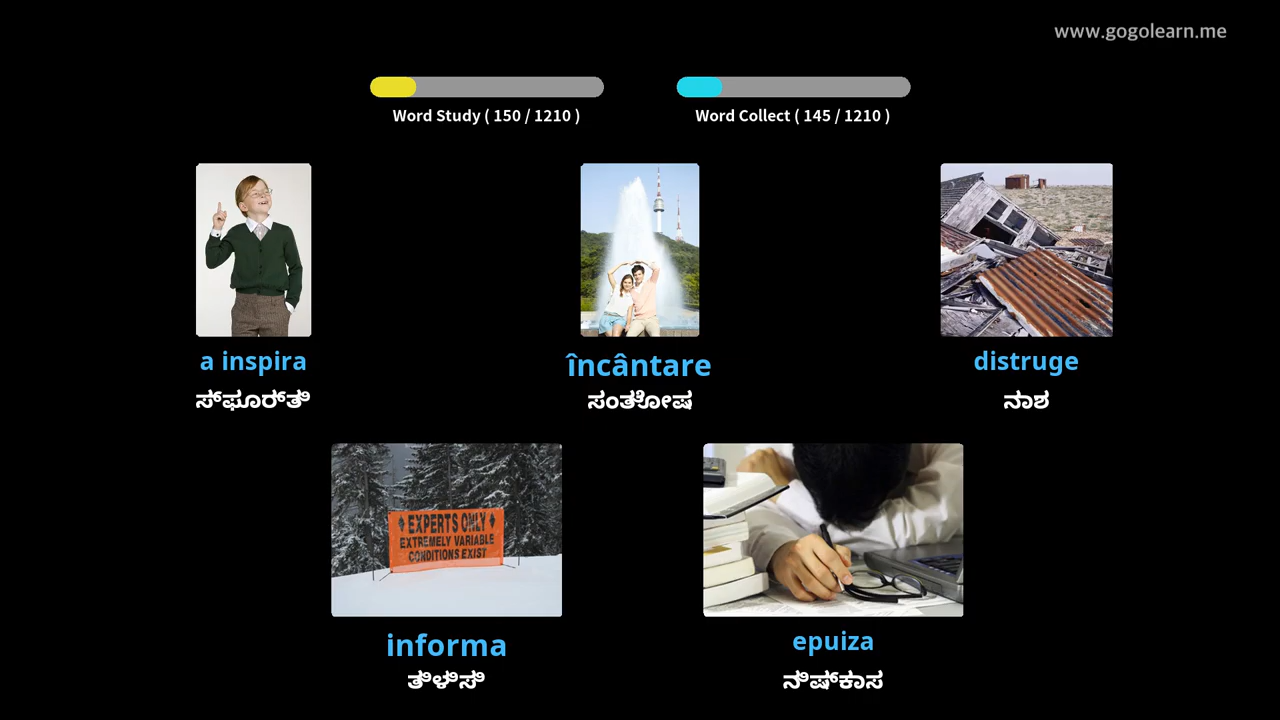 www.gogolearn.me
Word Study ( 150 / 1210 )
Word Collect ( 145 / 1210 )
a inspira
ಸ್ಫೂರ್ತಿ
încântare
ಸಂತೋಷ
distruge
ನಾಶ
EXPERTS ONLY
EXTREMELY VARIABLE
CONDITIONS EXIST
informa
ತಿಳಿಸಿ
epuiza
ನಿಷ್ಕಾಸ